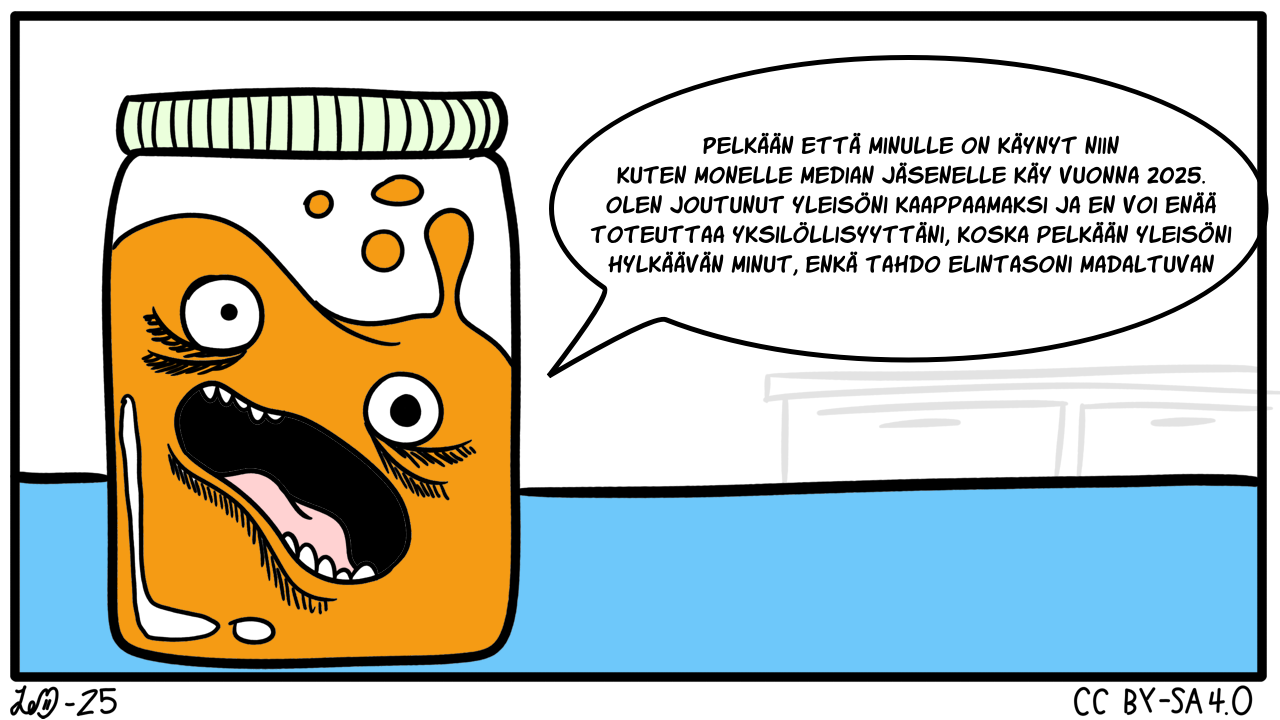 PELKÄÄN ETTÄ MINULLE ON KÄYNYT NIIN
KUTEN MONELLE MEDIAN JÄSENELLE KÄY VUONNA 2025.
OLEN JOUTUNUT YLEISÖNI KAAPPAAMAKSI JA EN VOI ENÄÄ
TOTEUTTAA YKSILÖLLISYYTTÄNI, KOSKA PELKÄÄN YLEISÖNI
HYLKÄÄVÄN MINUT, ENKÄ TAHDO ELINTASONI MADALTUVAN
-25
CC BY-SA 4.0